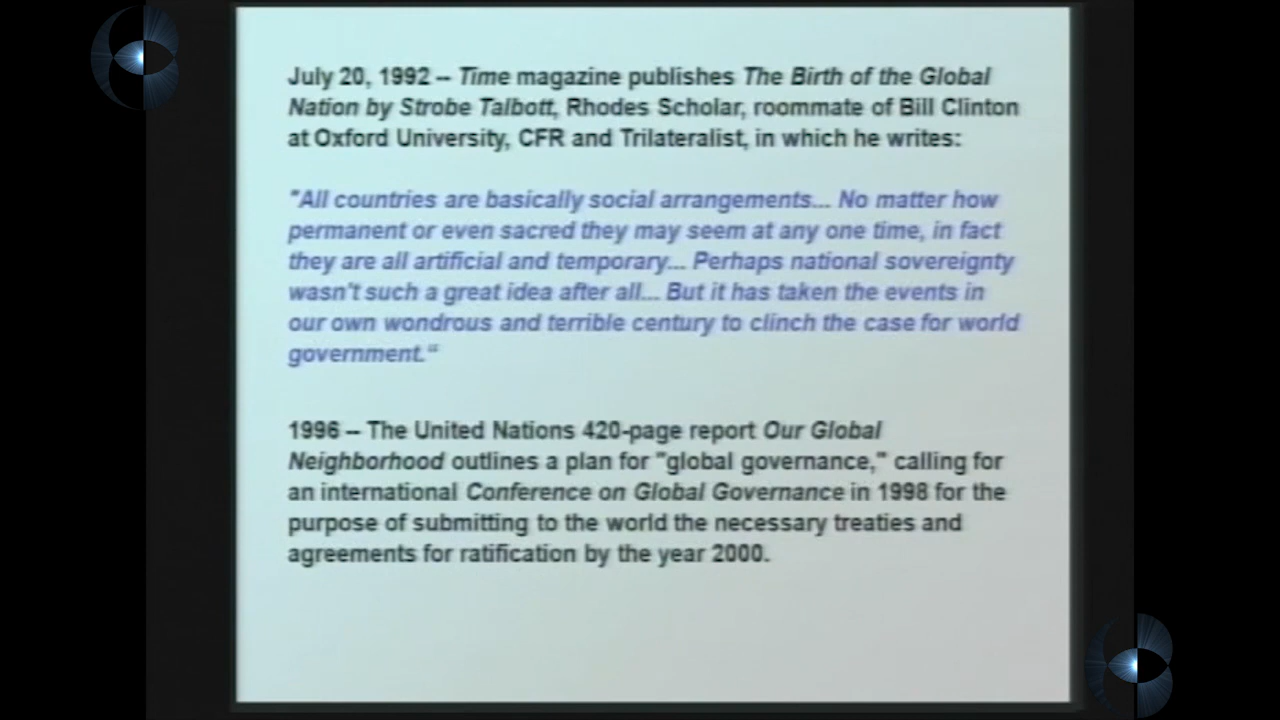 July 20, 1992 – Time magazine publishes The Birth of the Global
Nation by Strobe Talbott, Rhodes Scholar, roommate of Bill Clinton
at Oxford University, CFR and Trilateralist, in which he writes:
"All countries are basically social arrangements... No matter how
permanent or even sacred they may seem at any one time, in fact
they are all artificial and temporary... Perhaps national sovereignty
wasn't such a great idea after all... But it has taken the events in
our own wondrous and terrible century to clinch the case for world
government."
1996 – The United Nations 420-page report Our Global
Neighborhood outlines a plan for "global governance," calling for
an international Conference on Global Governance in 1998 for the
purpose of submitting to the world the necessary treaties and
agreements for ratification by the year 2000.